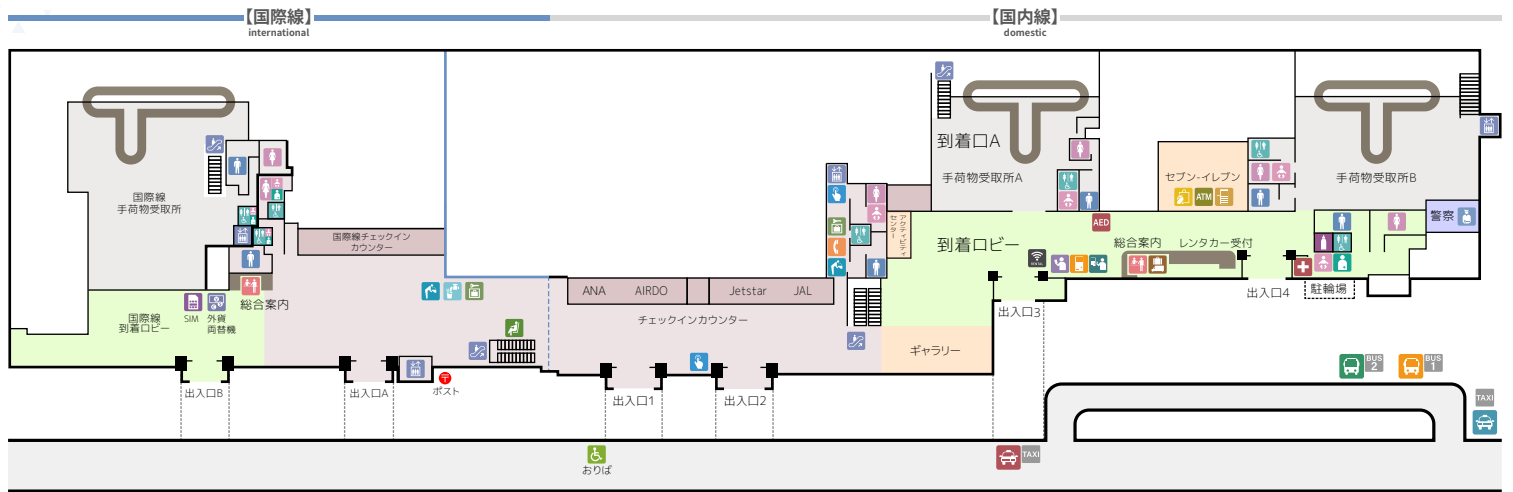 【国際線】
international
【国内線】
domestic
国際線
手荷物受取所
国際線チェックイン
カウンター
総合案内
SIM
外貨
両替機
国際線
到着ロビー
出入口B
出入口A
ポスト
ANA
AIRDO
Jetstar
JAL
チェックインカウンター
出入口1
出入口2
おりば
到着口A
手荷物受取所A
アクティビティ
センター
到着ロビー
ギャラリー
AED
セブン-イレブン
ATM
総合案内
レンタカー受付
手荷物受取所B
警察
出入口3
出入口4
駐輪場
BUS
2
BUS
1
TAXI
TAXI